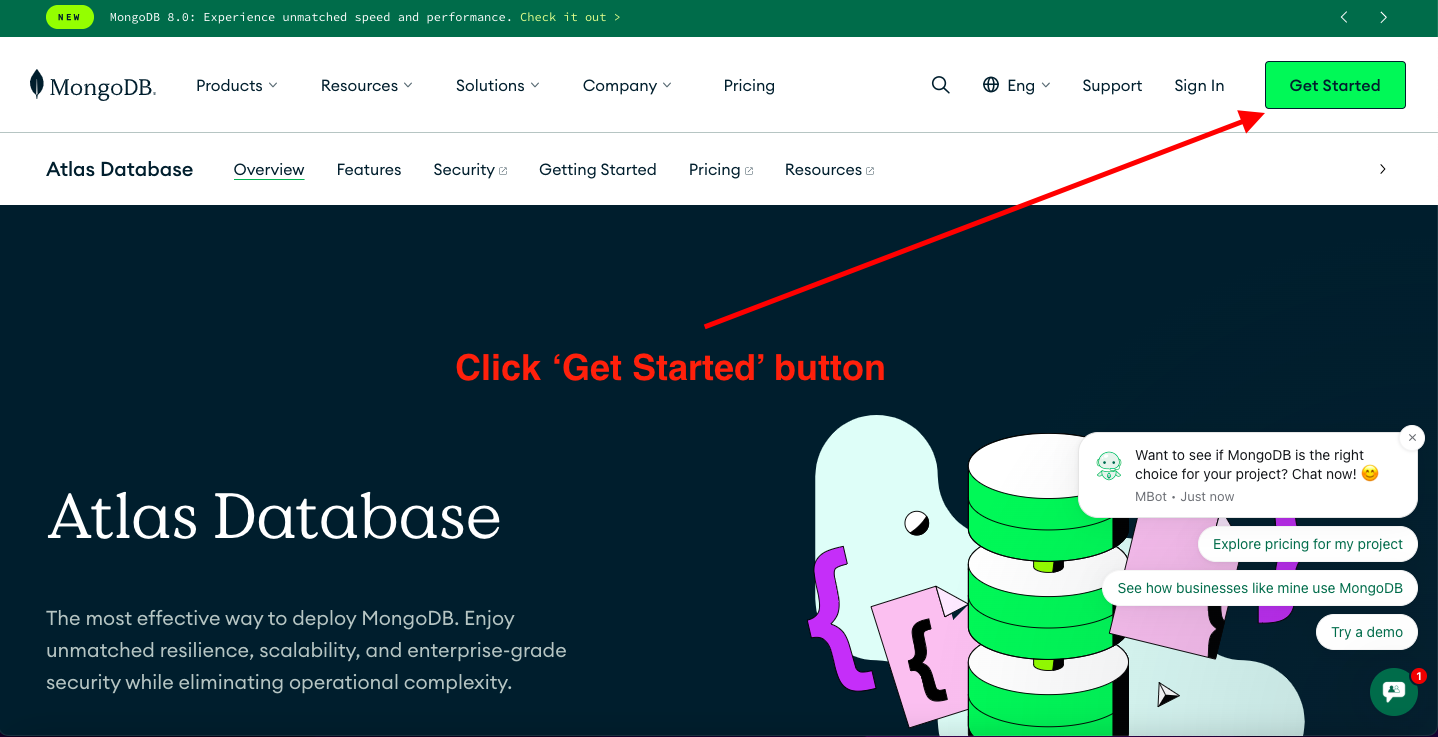 NEW MongoDB 8.0: Experience unmatched speed and performance. Check it out >
MongoDB. Products Resources Solutions Company Pricing Eng Support Sign In Get Started
Atlas Database Overview Features Security Getting Started Pricing Resources
Click ‘Get Started’ button
Want to see if MongoDB is the right
choice for your project? Chat now! 😊
MBot • Just now
Atlas Database
Explore pricing for my project
See how businesses like mine use MongoDB
The most effective way to deploy MongoDB. Enjoy
unmatched resilience, scalability, and enterprise-grade
security while eliminating operational complexity.
Try a demo
1